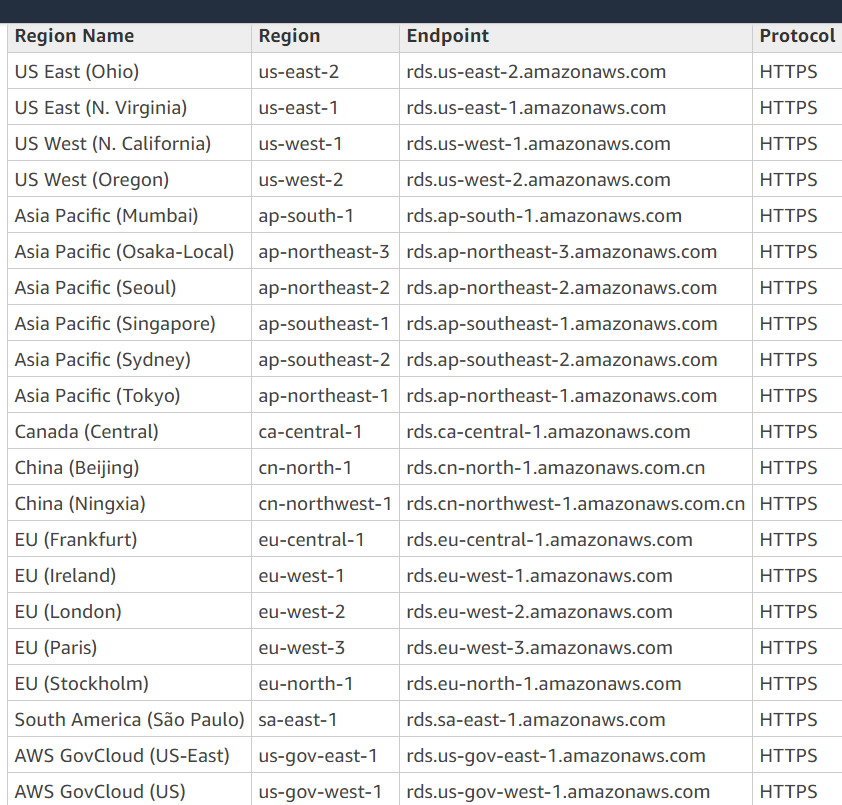 Region Name Region Endpoint Protocol
US East (Ohio) us-east-2 rds.us-east-2.amazonaws.com HTTPS
US East (N. Virginia) us-east-1 rds.us-east-1.amazonaws.com HTTPS
US West (N. California) us-west-1 rds.us-west-1.amazonaws.com HTTPS
US West (Oregon) us-west-2 rds.us-west-2.amazonaws.com HTTPS
Asia Pacific (Mumbai) ap-south-1 rds.ap-south-1.amazonaws.com HTTPS
Asia Pacific (Osaka-Local) ap-northeast-3 rds.ap-northeast-3.amazonaws.com HTTPS
Asia Pacific (Seoul) ap-northeast-2 rds.ap-northeast-2.amazonaws.com HTTPS
Asia Pacific (Singapore) ap-southeast-1 rds.ap-southeast-1.amazonaws.com HTTPS
Asia Pacific (Sydney) ap-southeast-2 rds.ap-southeast-2.amazonaws.com HTTPS
Asia Pacific (Tokyo) ap-northeast-1 rds.ap-northeast-1.amazonaws.com HTTPS
Canada (Central) ca-central-1 rds.ca-central-1.amazonaws.com HTTPS
China (Beijing) cn-north-1 rds.cn-north-1.amazonaws.com.cn HTTPS
China (Ningxia) cn-northwest-1 rds.cn-northwest-1.amazonaws.com.cn HTTPS
EU (Frankfurt) eu-central-1 rds.eu-central-1.amazonaws.com HTTPS
EU (Ireland) eu-west-1 rds.eu-west-1.amazonaws.com HTTPS
EU (London) eu-west-2 rds.eu-west-2.amazonaws.com HTTPS
EU (Paris) eu-west-3 rds.eu-west-3.amazonaws.com HTTPS
EU (Stockholm) eu-north-1 rds.eu-north-1.amazonaws.com HTTPS
South America (São Paulo) sa-east-1 rds.sa-east-1.amazonaws.com HTTPS
AWS GovCloud (US-East) us-gov-east-1 rds.us-gov-east-1.amazonaws.com HTTPS
AWS GovCloud (US) us-gov-west-1 rds.us-gov-west-1.amazonaws.com HTTPS